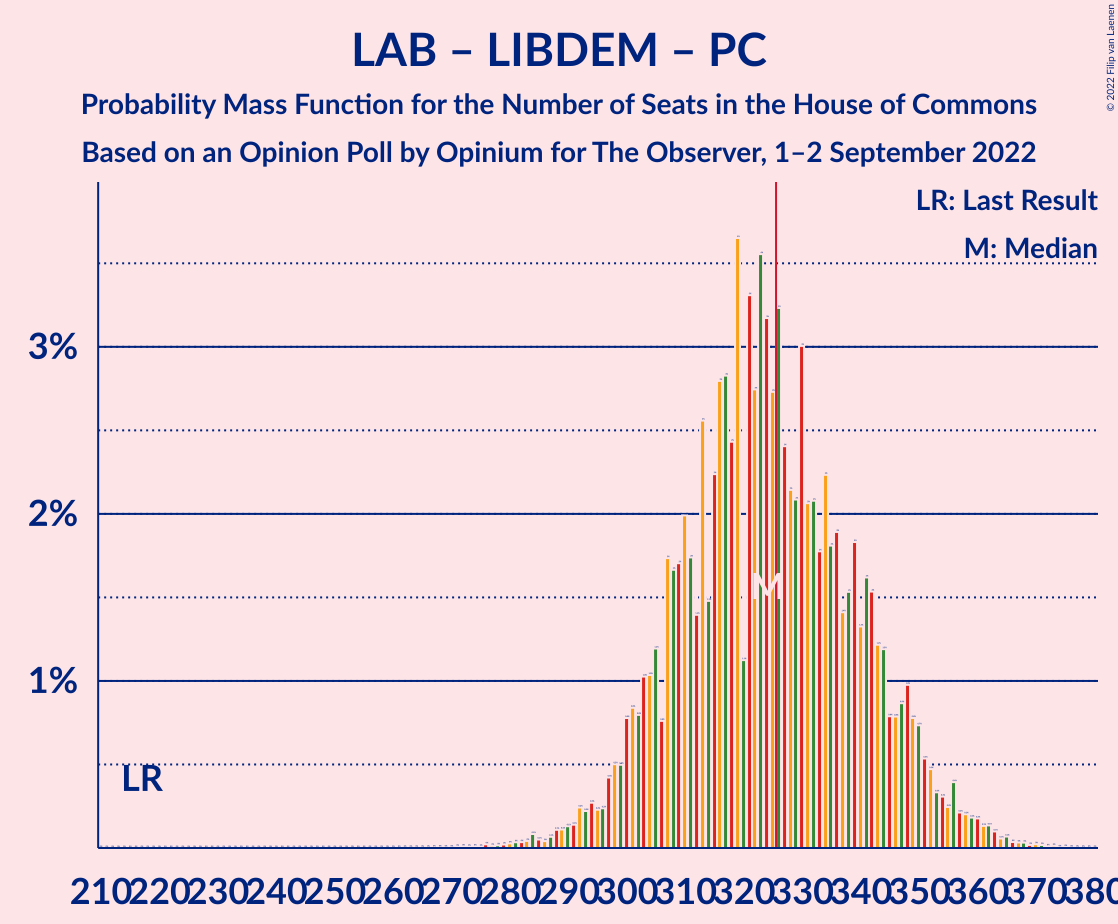 LAB – LIBDEM – PC
Probability Mass Function for the Number of Seats in the House of Commons
Based on an Opinion Poll by Opinium for The Observer, 1–2 September 2022
© 2022 Filip van Laenen
LR: Last Result
M: Median
3%
2%
1%
LR
M
210 220 230 240 250 260 270 280 290 300 310 320 330 340 350 360 370 380